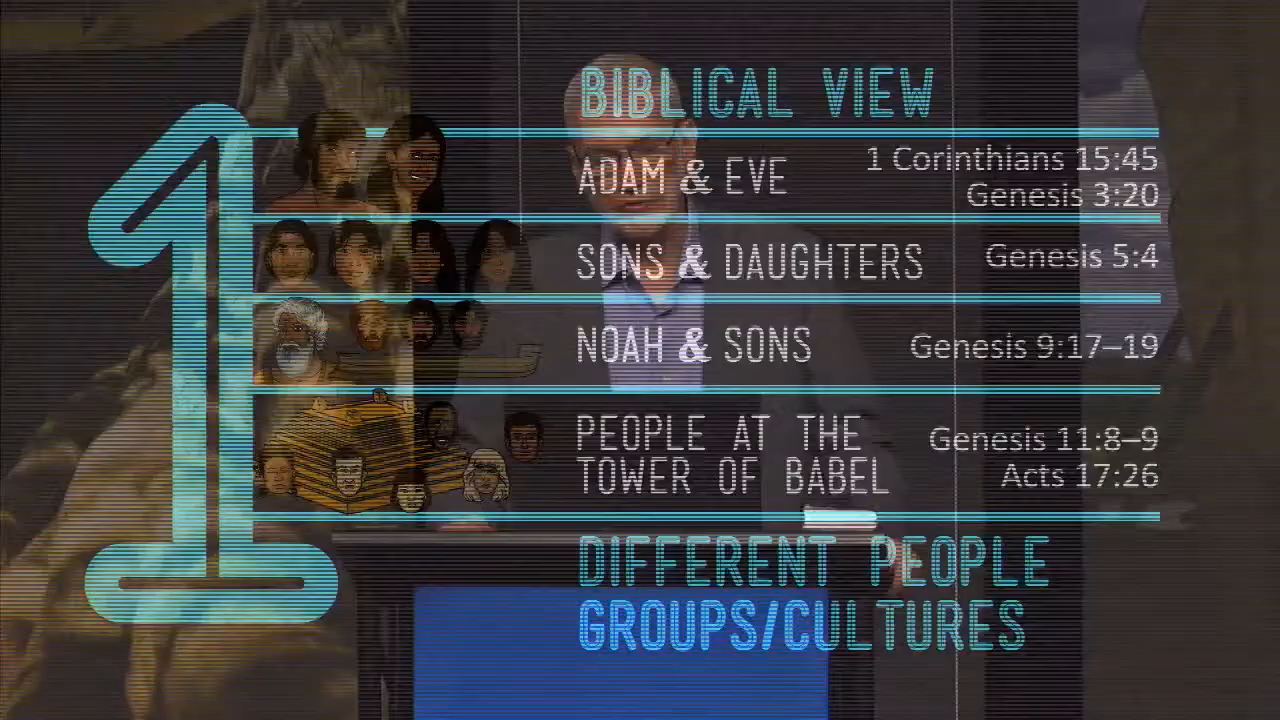 BIBLICAL VIEW
ADAM & EVE
1 Corinthians 15:45
Genesis 3:20
SONS & DAUGHTERS
Genesis 5:4
NOAH & SONS
Genesis 9:17–19
PEOPLE AT THE
TOWER OF BABEL
Genesis 11:8–9
Acts 17:26
DIFFERENT PEOPLE
GROUPS/CULTURES
1